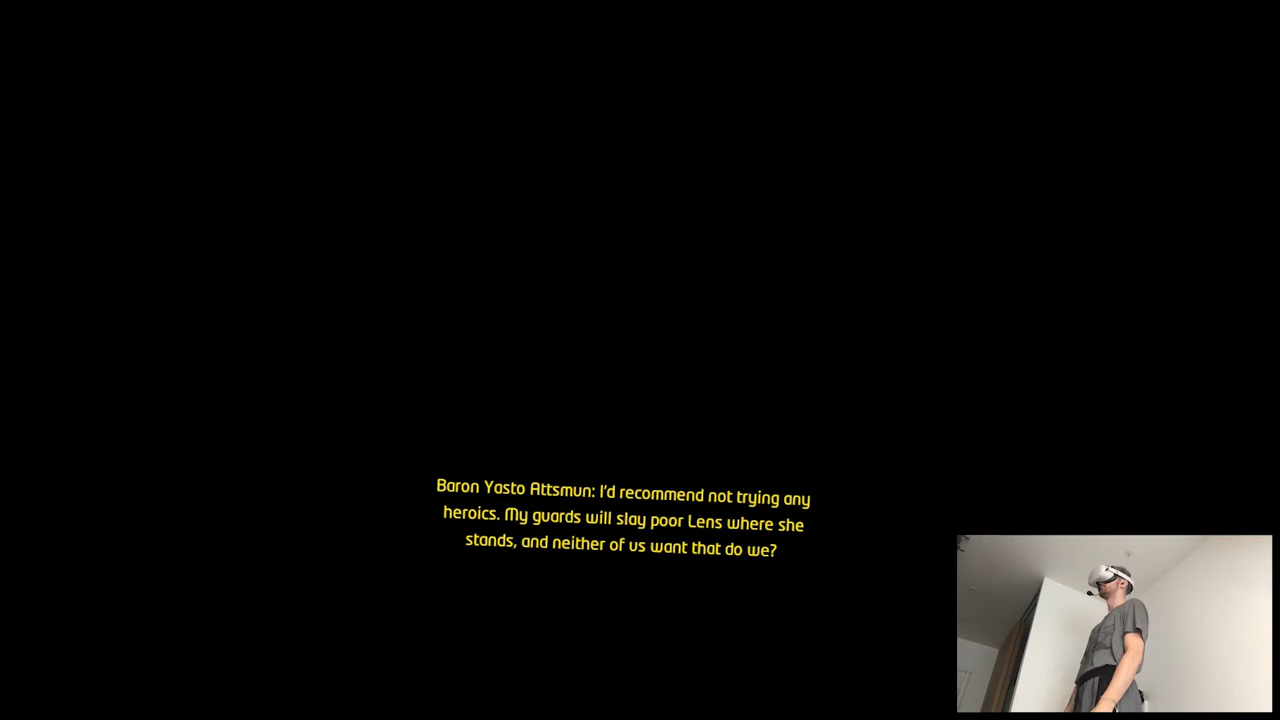 Baron Yasto Attsmun: I'd recommend not trying any
heroics. My guards will slay poor Lens where she
stands, and neither of us want that do we?